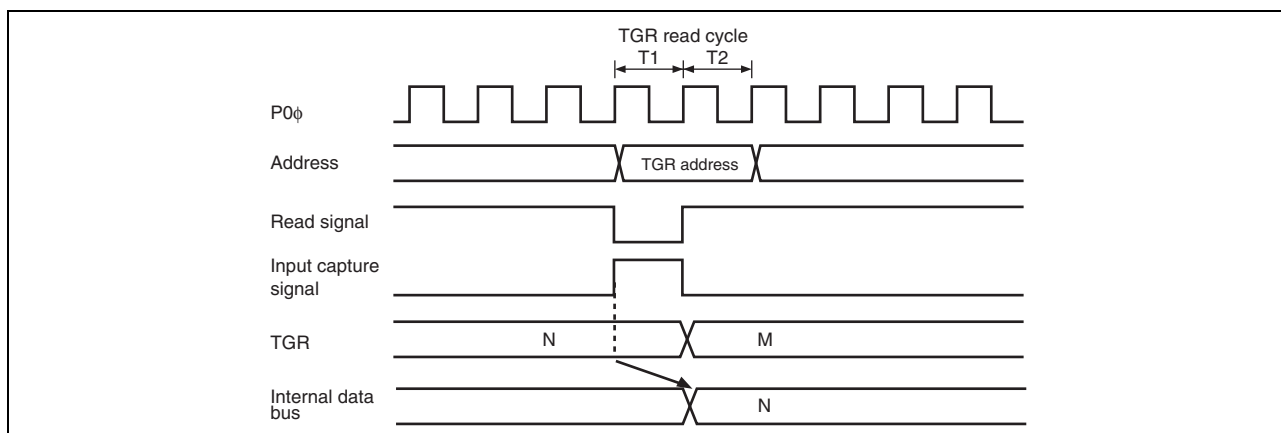 TGR read cycle
T1 T2
P0ϕ
Address
TGR address
Read signal
Input capture
signal
TGR
N
M
Internal data
bus
N